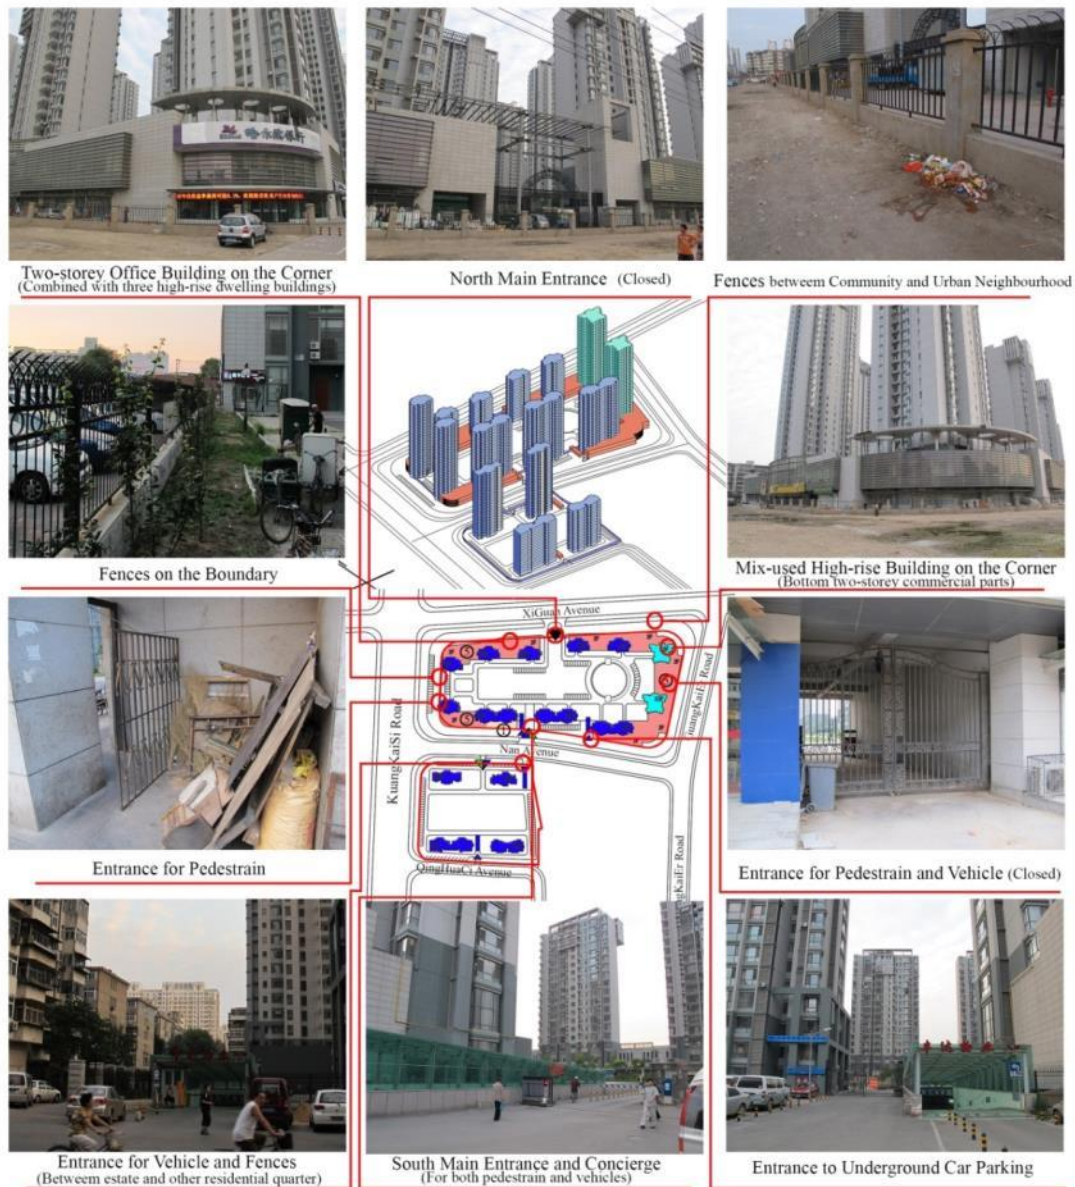 Two-storey Office Building on the Corner
(Combined with three high-rise dwelling buildings)
North Main Entrance (Closed)
Fences betweem Community and Urban Neighbourhood
Fences on the Boundary
Mix-used High-rise Building on the Corner
(Bottom two-storey commercial parts)
XiGuan Avenue
KuangKaiSi Road
Nan Avenue
QingHuaCi Avenue
Entrance for Pedestrain
Entrance for Pedestrain and Vehicle (Closed)
Entrance for Vehicle and Fences
(Betweem estate and other residential quarter)
South Main Entrance and Concierge
(For both pedestrain and vehicles)
Entrance to Underground Car Parking